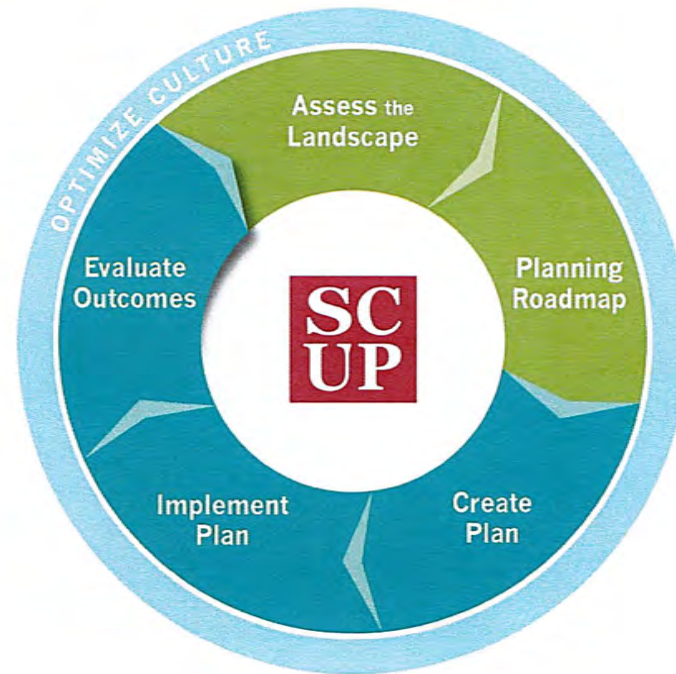 OPTIMIZE CULTURE
Assess the
Landscape
Planning
Roadmap
Create
Plan
Implement
Plan
Evaluate
Outcomes
SC
UP